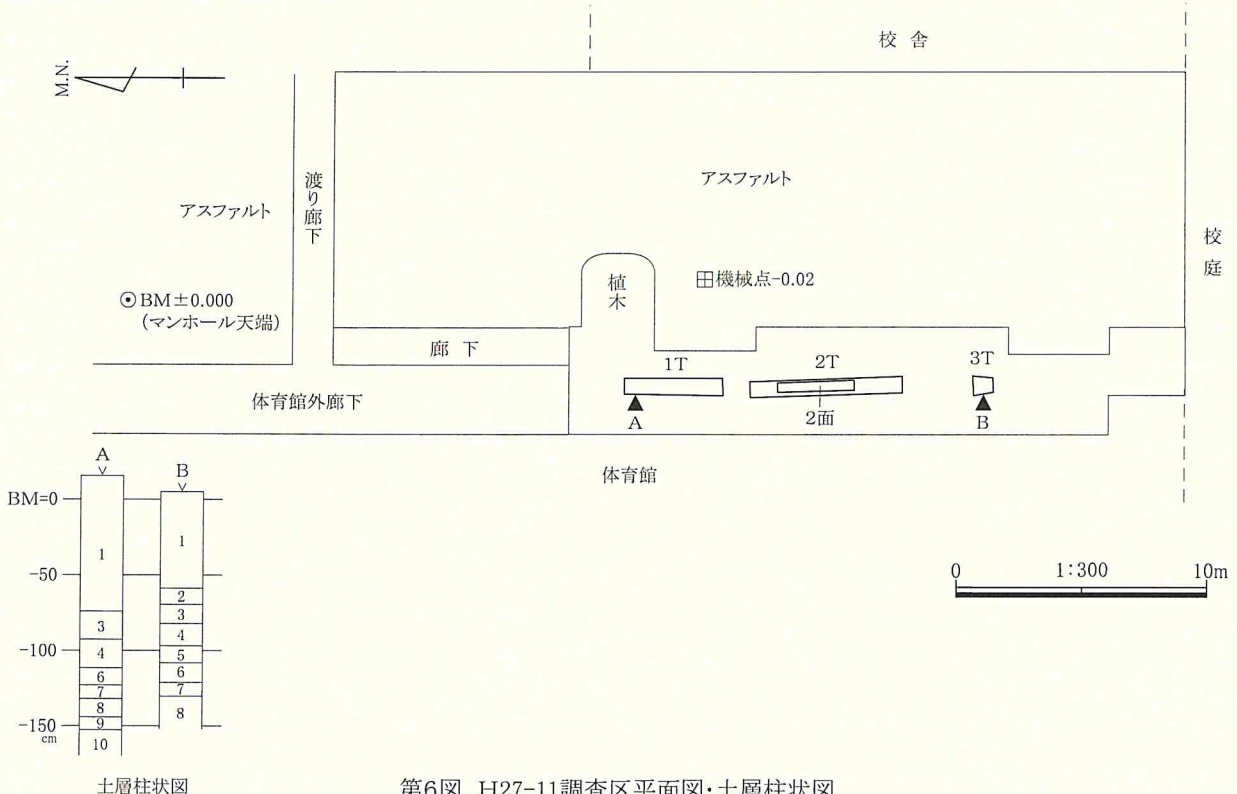 校舎
M.N.
渡り廊下
アスファルト
アスファルト
校庭
植木
機械点-0.02
BM±0.000
(マンホール天端)
廊下
1T
2T
3T
体育館外廊下
A
2面
B
体育館
A
B
BM=0
-50
-100
-150
cm
1
3
4
6
7
8
9
10
1
2
3
4
5
6
7
8
0
1:300
10m
土層柱状図
第6図 H27-11調査区平面図・土層柱状図